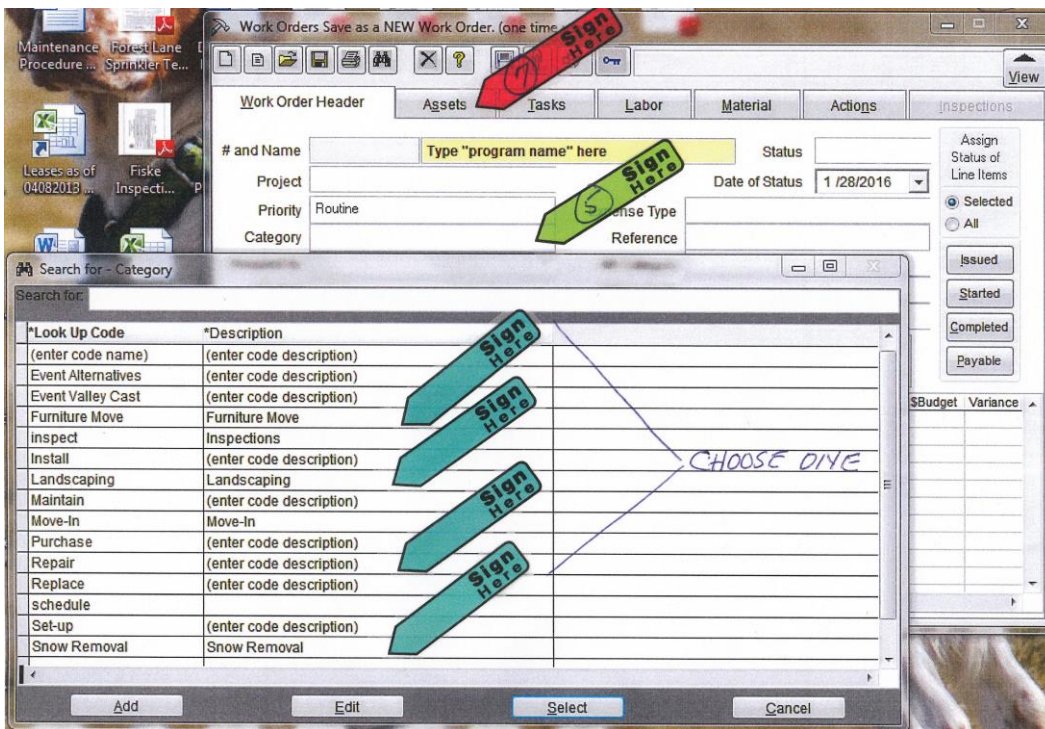 Maintenance
Procedure ...
Forest Lane
Sprinkler Te...
Leases as of
04082013 ...
Fiske
Inspecti...
Work Orders Save as a NEW Work Order. (one time
Sign Here
7
View
Work Order Header Assets Tasks Labor Material Actions Inspections
# and Name Type "program name" here Status
Project Date of Status 1 /28/2016
Priority Routine ense Type
Category Reference
Sign Here
5
Assign
Status of
Line Items
Selected
All
Issued
Started
Completed
Payable
$Budget Variance
Search for - Category
Search for:
*Look Up Code *Description
(enter code name) (enter code description)
Event Alternatives (enter code description)
Event Valley Cast (enter code description)
Furniture Move Furniture Move
inspect Inspections
Install (enter code description)
Landscaping Landscaping
Maintain (enter code description)
Move-In Move-In
Purchase (enter code description)
Repair (enter code description)
Replace (enter code description)
schedule
Set-up (enter code description)
Snow Removal Snow Removal
Sign Here
Sign Here
Sign Here
Sign Here
CHOOSE ONE
Add Edit Select Cancel